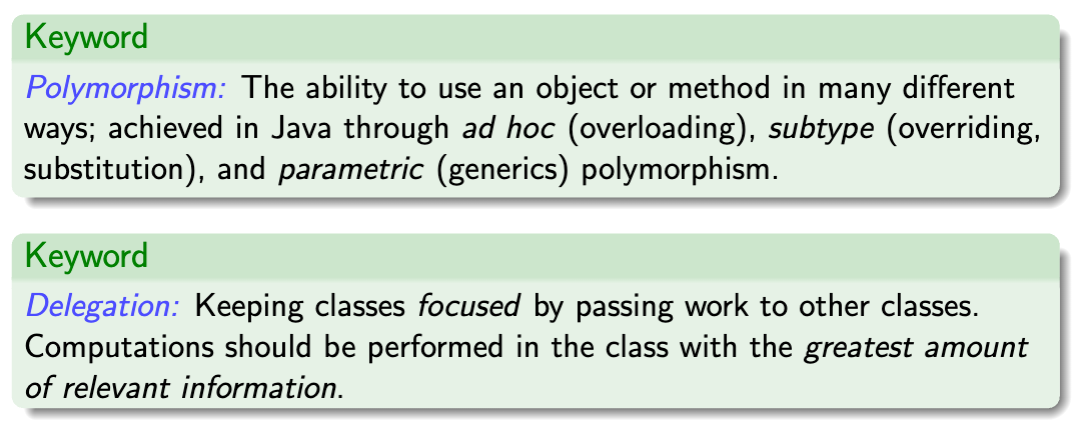 Keyword
Polymorphism: The ability to use an object or method in many different
ways; achieved in Java through ad hoc (overloading), subtype (overriding,
substitution), and parametric (generics) polymorphism.
Keyword
Delegation: Keeping classes focused by passing work to other classes.
Computations should be performed in the class with the greatest amount
of relevant information.